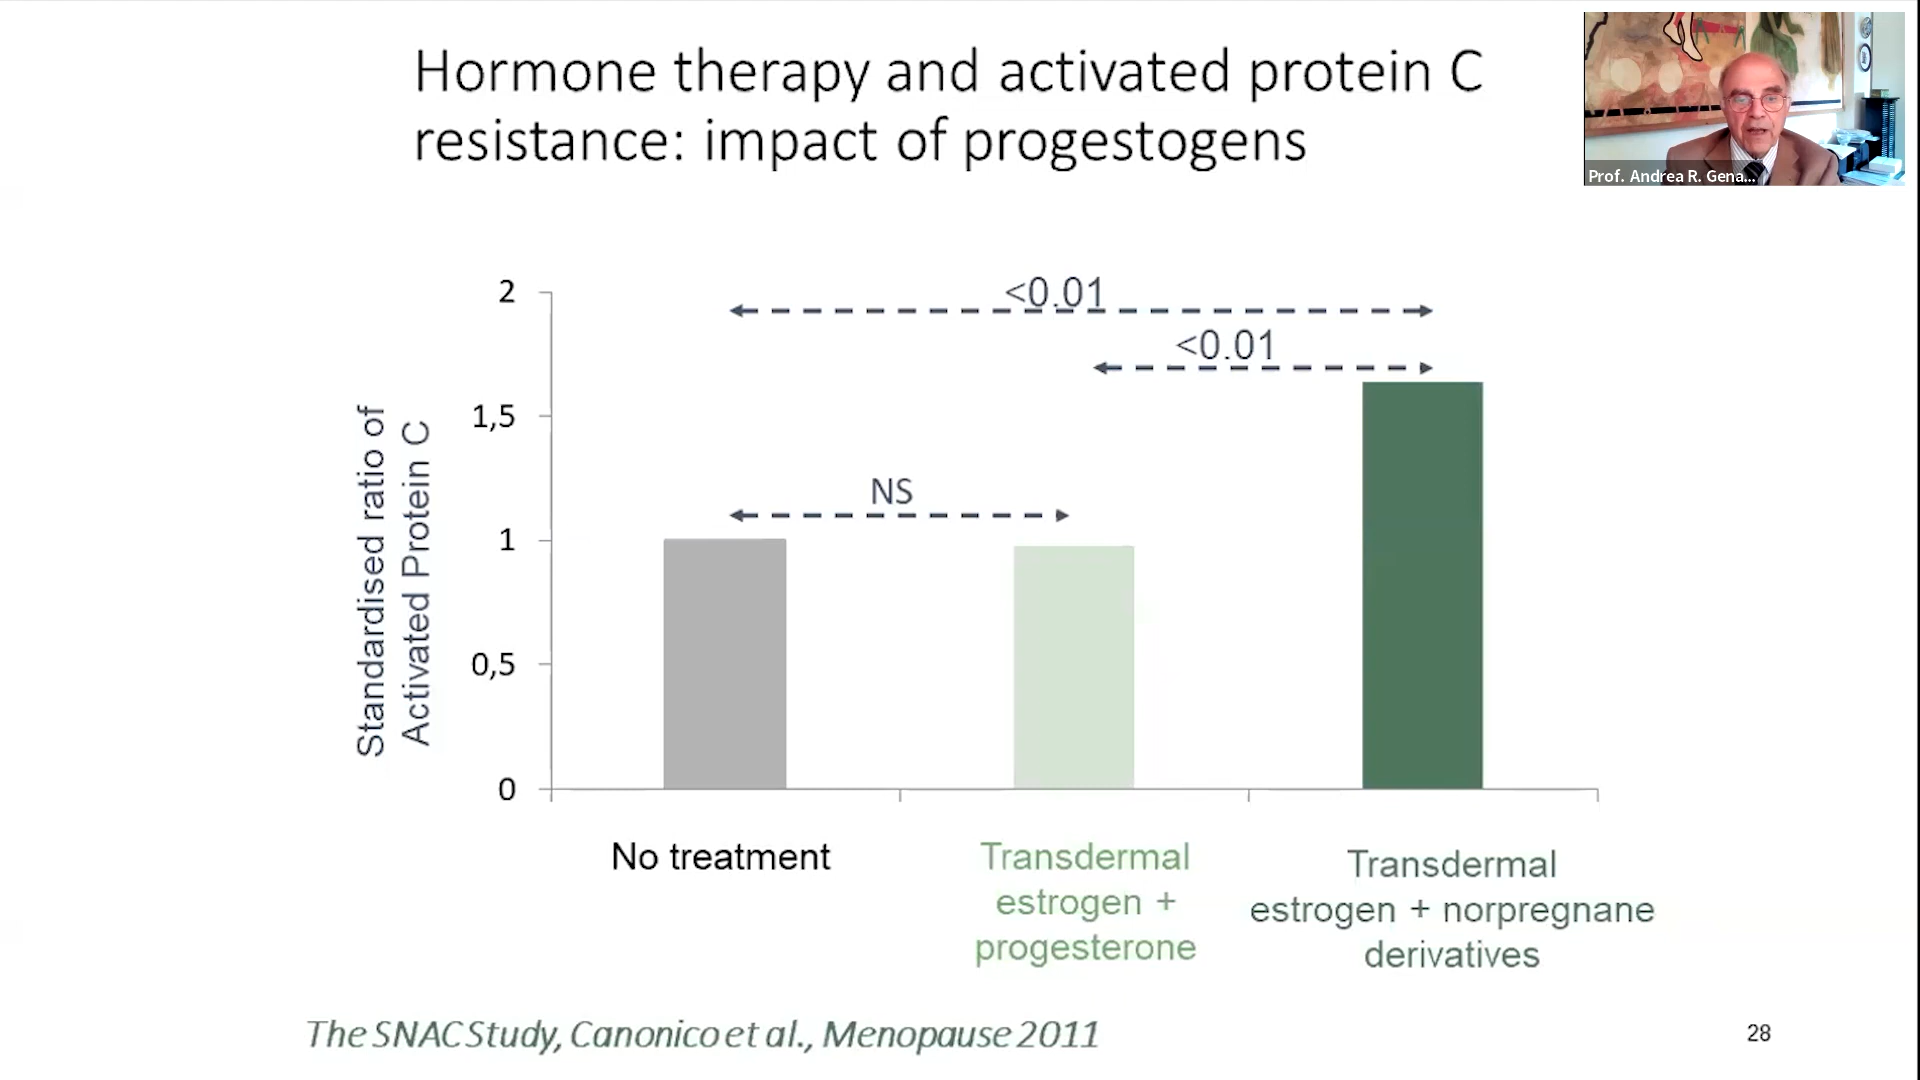 Hormone therapy and activated protein C
resistance: impact of progestogens
Prof. Andrea R. Gena...
2
1,5
1
0,5
0
Standardised ratio of
Activated Protein C
<0.01
<0.01
NS
No treatment
Transdermal
estrogen +
progesterone
Transdermal
estrogen + norpregnane
derivatives
The SNAC Study, Canonico et al., Menopause 2011
28